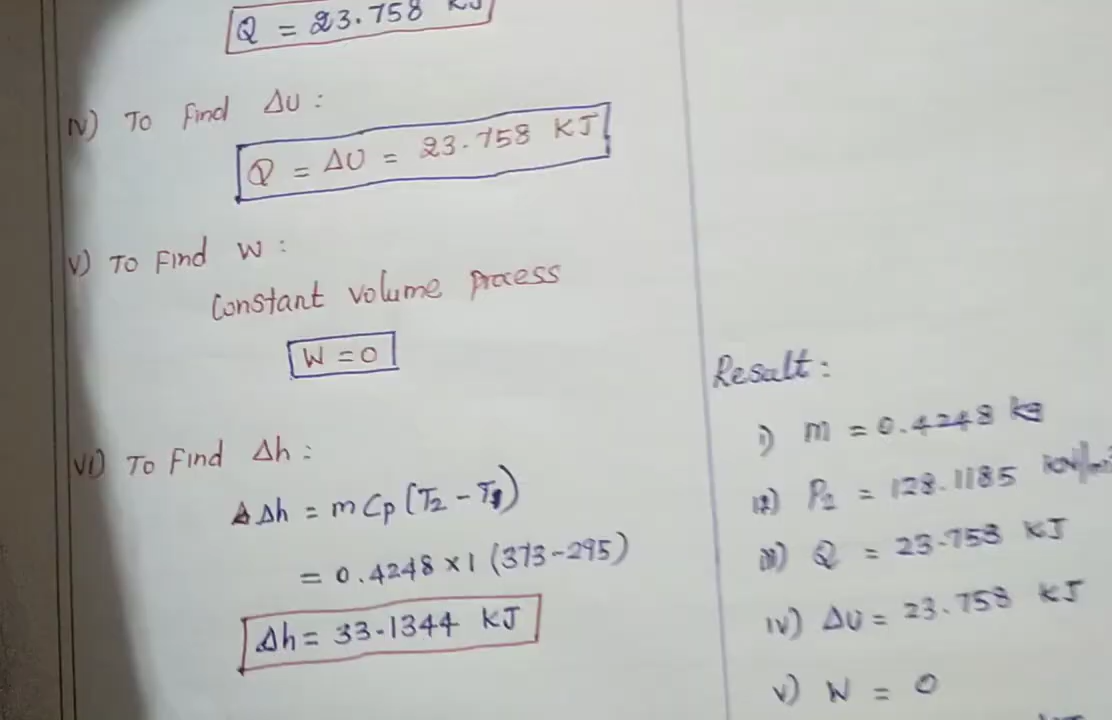 Q = 23.758 KJ
IV) To Find ΔU :
Q = ΔU = 23.758 KJ
V) To Find W :
Constant volume process
W = 0
VI) To Find Δh :
Δh = m Cp (T2 - T1)
= 0.4248 x 1 (373-295)
Δh = 33.1344 KJ
Result :
i) m = 0.4248 kg
ii) P2 = 128.1185 kN/m²
iii) Q = 23.758 KJ
iv) ΔU = 23.758 KJ
v) W = 0